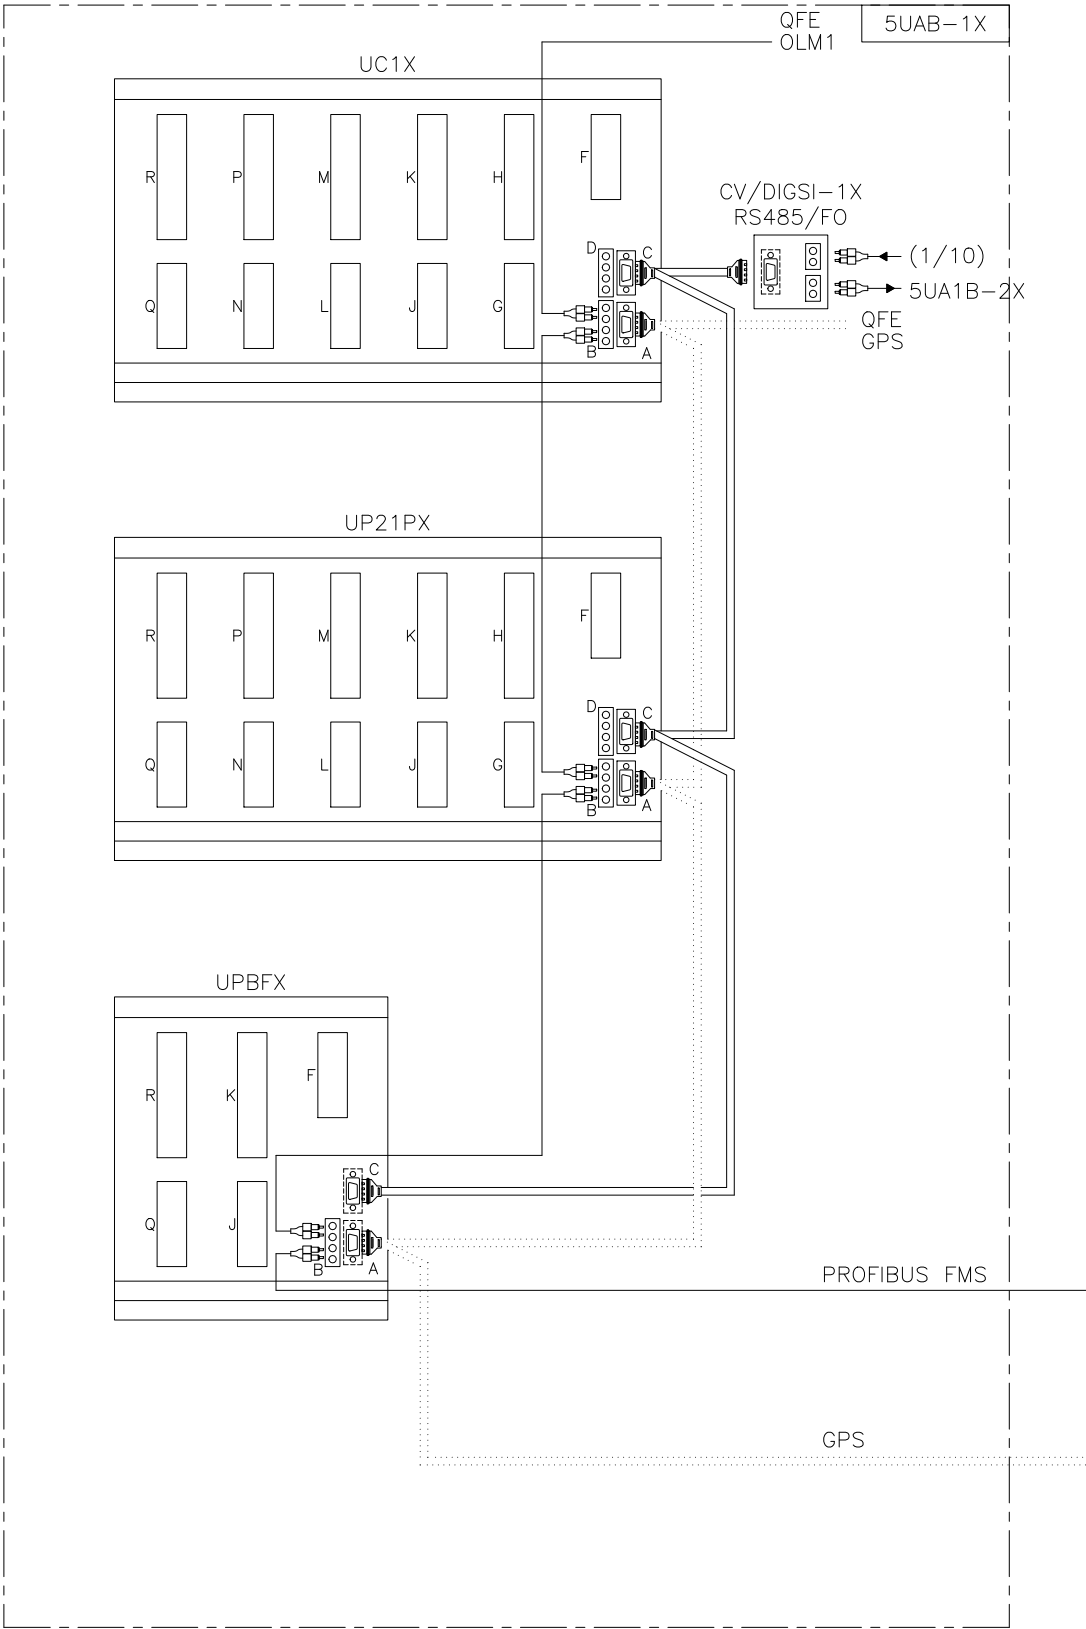 QFE
OLM1
5UAB-1X
UC1X
R
P
M
K
H
F
Q
N
L
J
G
D
C
B
A
CV/DIGSI-1X
RS485/FO
(1/10)
5UA1B-2X
QFE
GPS
UP21PX
R
P
M
K
H
F
Q
N
L
J
G
D
C
B
A
UPBFX
R
K
F
Q
J
C
B
A
PROFIBUS FMS
GPS